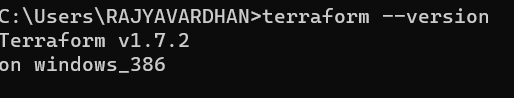 C:\Users\RAJYAVARDHAN>terraform --version
Terraform v1.7.2
on windows_386